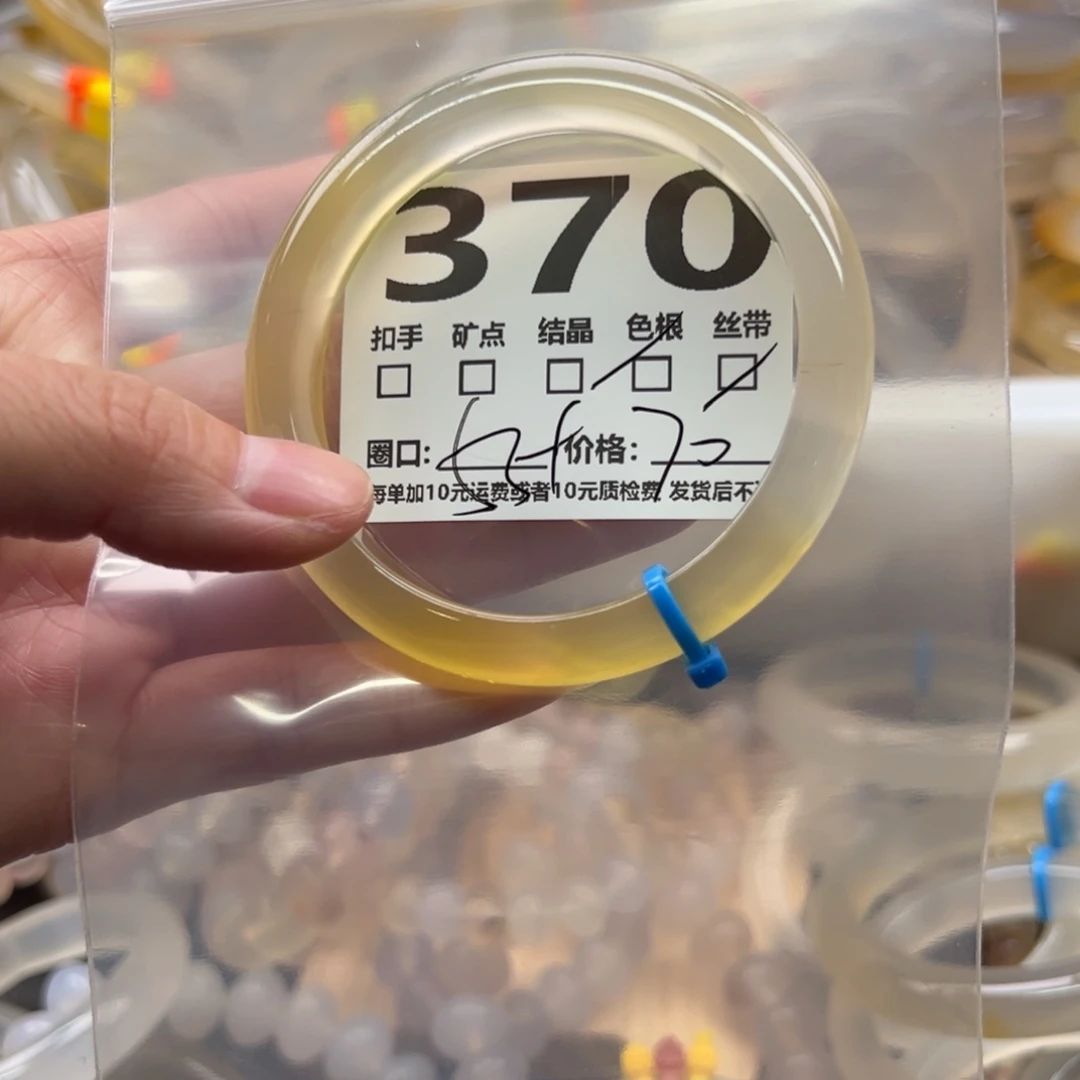 370
扣手 矿点 结晶 色根 丝带
圈口: 价格: 70
每单加10元运费或者10元质检费 发货后不